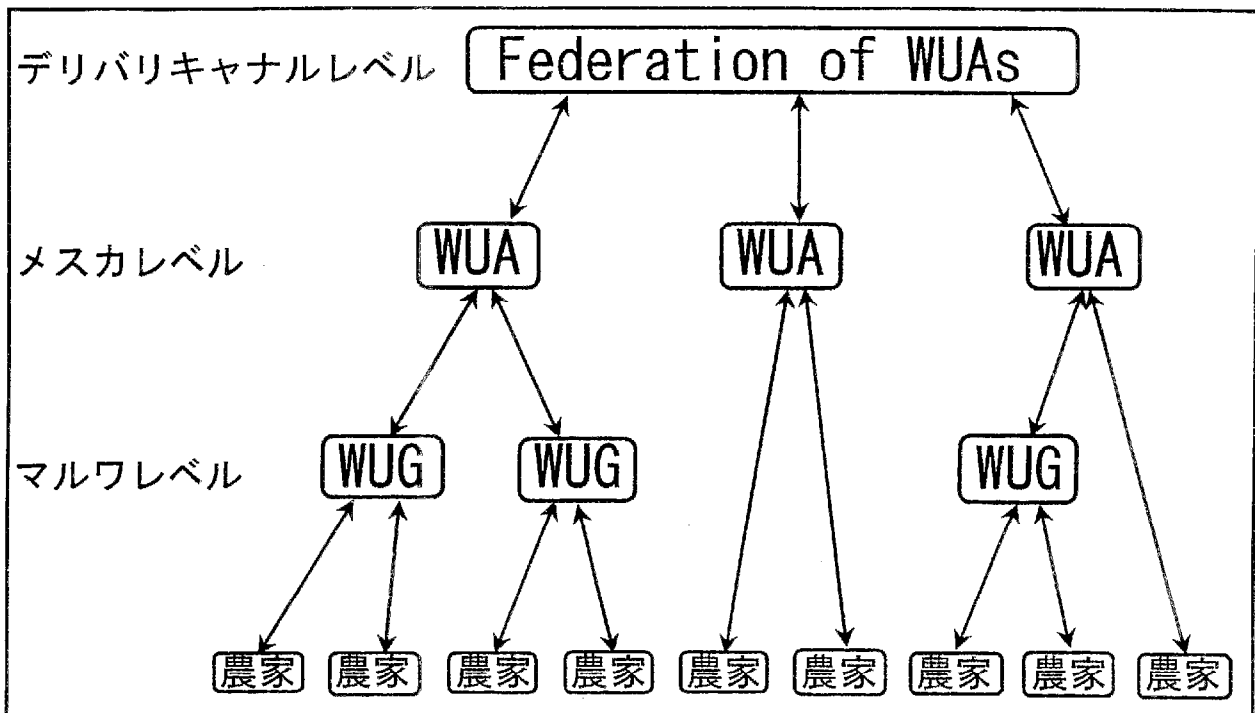 デリバリキャナルレベル Federation of WUAs
メスカレベル WUA WUA WUA
マルワレベル WUG WUG WUG
農家 農家 農家 農家 農家 農家 農家 農家 農家